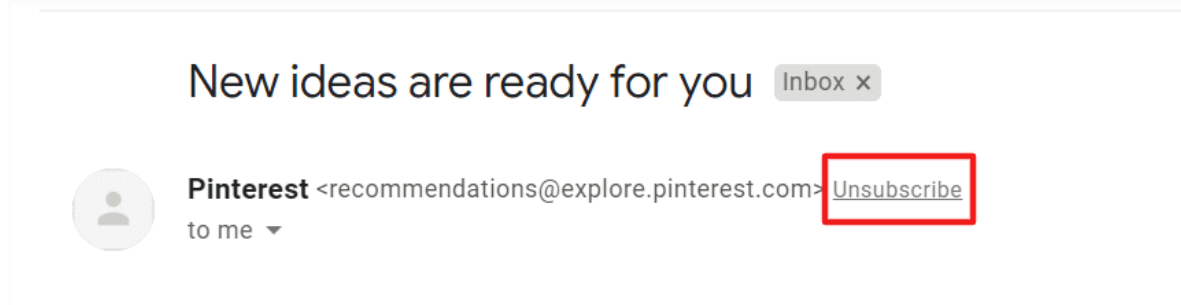 New ideas are ready for you Inbox ×
Pinterest <recommendations@explore.pinterest.com> Unsubscribe
to me